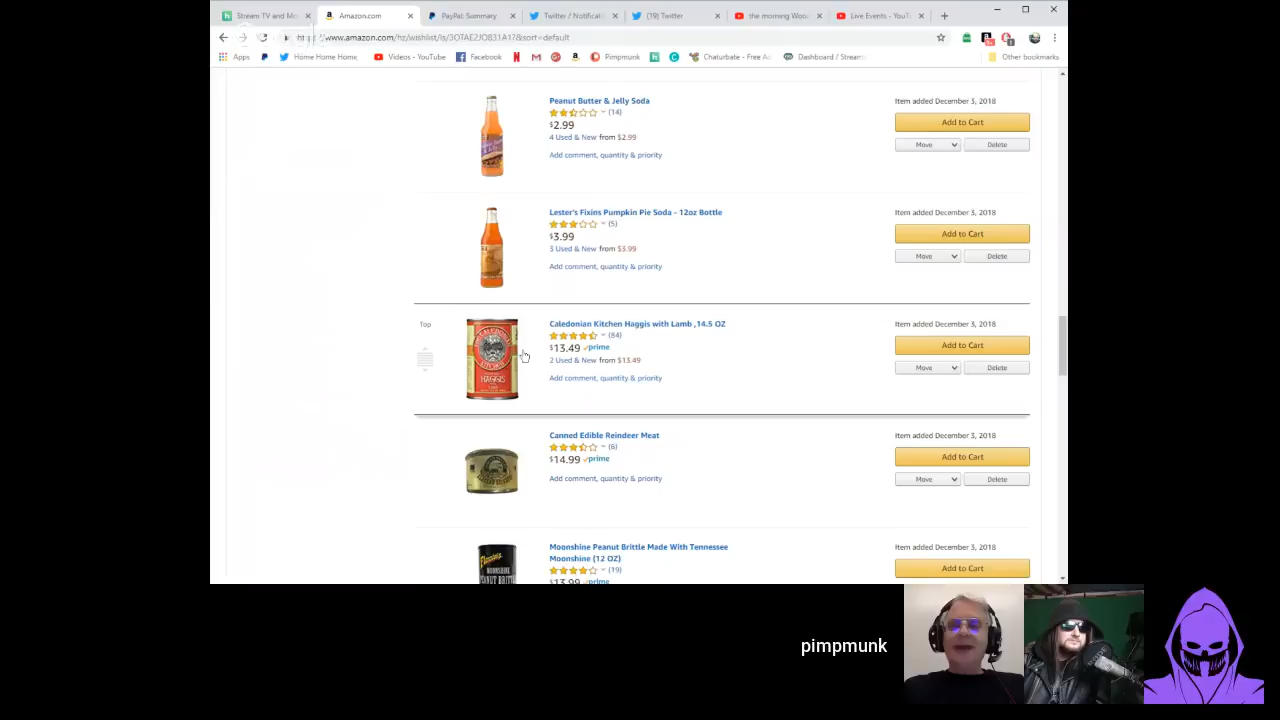 Stream TV and Mo
Amazon.com
PayPal: Summary
Twitter / Notificat
(19) Twitter
the morning Woo
Live Events - YouT
www.amazon.com/hz/wishlist/ls/3OTAE2JO831A1?&sort=default
Apps
Home Home Home
Videos - YouTube
Facebook
Pimpmunk
Chaturbate - Free Ad
Dashboard / Stream
Other bookmarks
Peanut Butter & Jelly Soda
Item added December 3, 2018
(14)
$2.99
Add to Cart
4 Used & New from $2.99
Move
Delete
Add comment, quantity & priority
Lester's Fixins Pumpkin Pie Soda - 12oz Bottle
Item added December 3, 2018
(5)
$3.99
Add to Cart
3 Used & New from $3.99
Move
Delete
Add comment, quantity & priority
Top
Caledonian Kitchen Haggis with Lamb ,14.5 OZ
Item added December 3, 2018
(84)
$13.49 prime
Add to Cart
2 Used & New from $13.49
Move
Delete
Add comment, quantity & priority
HAGGIS
Canned Edible Reindeer Meat
Item added December 3, 2018
(6)
$14.99 prime
Add to Cart
Add comment, quantity & priority
Move
Delete
Moonshine Peanut Brittle Made With Tennessee
Moonshine (12 OZ)
Item added December 3, 2018
(19)
$13.99 prime
Add to Cart
MOONSHINE
PEANUT BRIT
pimpmunk